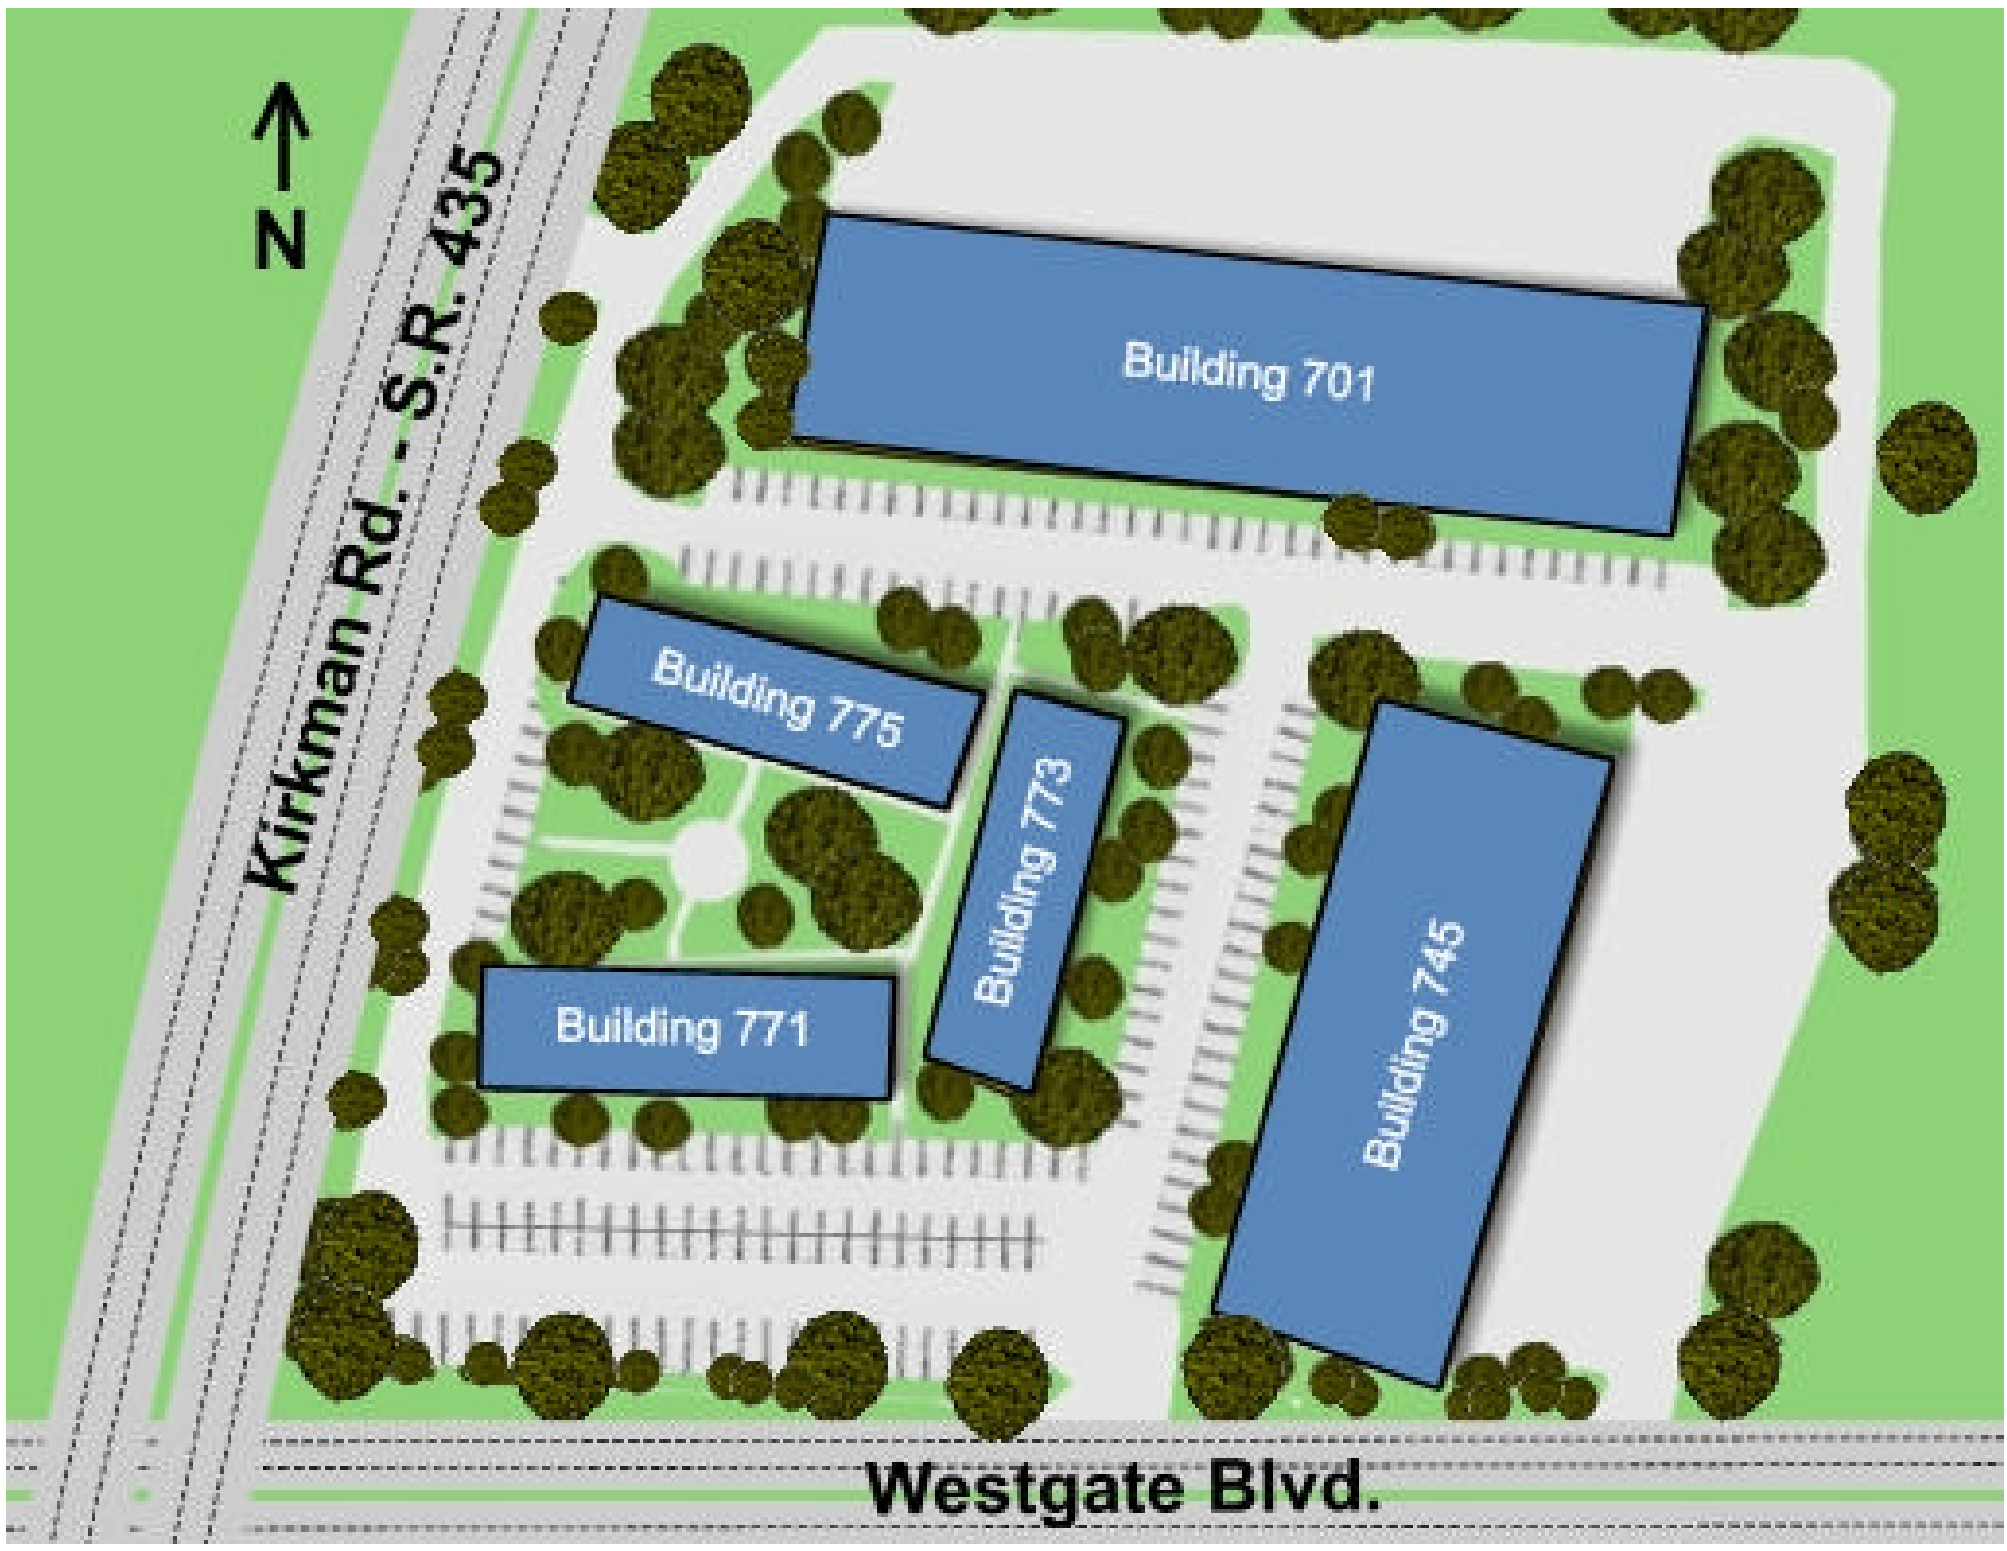 N
Kirkman Rd. - S.R. 435
Building 701
Building 775
Building 773
Building 771
Building 745
Westgate Blvd.